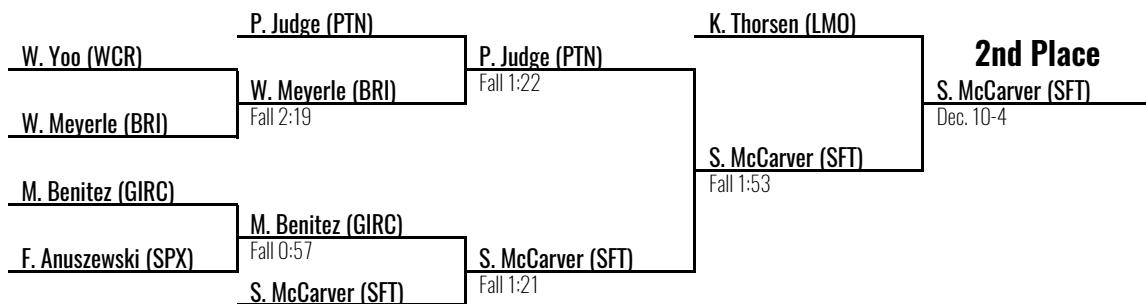 P. Judge (PTN)
K. Thorsen (LMO)
W. Yoo (WCR)
P. Judge (PTN)
2nd Place
Fall 1:22
W. Meyerle (BRI)
S. McCarver (SFT)
Fall 2:19
Dec. 10-4
W. Meyerle (BRI)
S. McCarver (SFT)
Fall 1:53
M. Benitez (GIRC)
M. Benitez (GIRC)
Fall 0:57
F. Anuszewski (SPX)
S. McCarver (SFT)
Fall 1:21
S. McCarver (SFT)